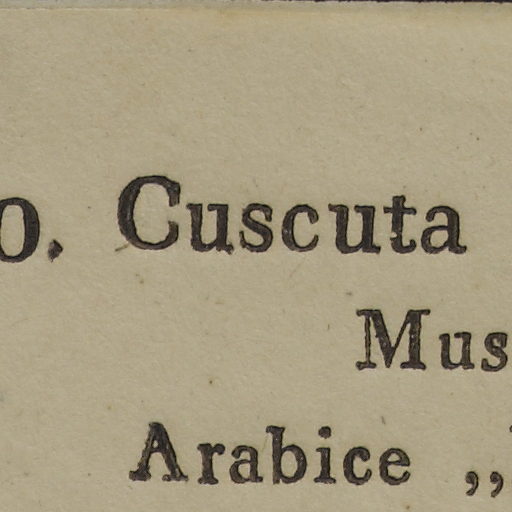 0. Cuscuta
Mus
Arabice „